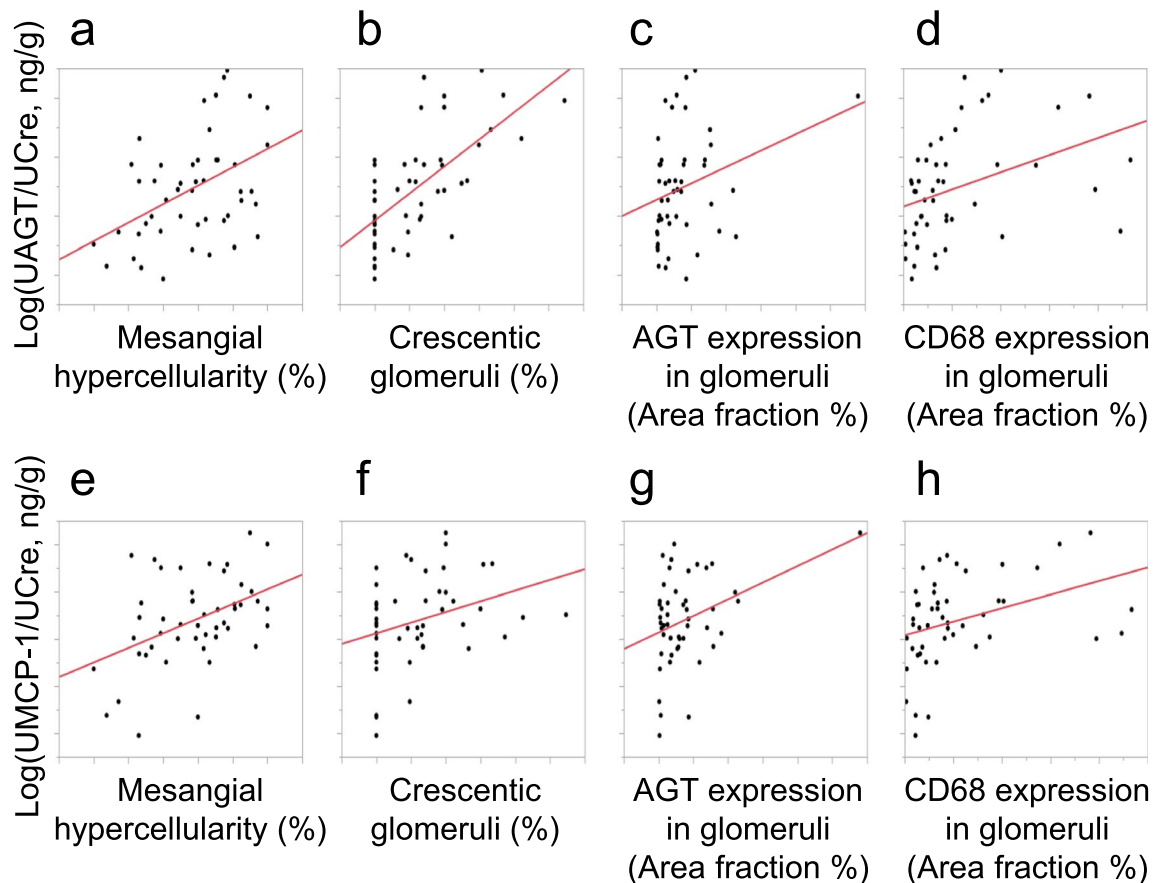 a
b
c
d
Log(UAGT/UCre, ng/g)
Mesangial
hypercellularity (%)
Crescentic
glomeruli (%)
AGT expression
in glomeruli
(Area fraction %)
CD68 expression
in glomeruli
(Area fraction %)
e
f
g
h
Log(UMCP-1/UCre, ng/g)
Mesangial
hypercellularity (%)
Crescentic
glomeruli (%)
AGT expression
in glomeruli
(Area fraction %)
CD68 expression
in glomeruli
(Area fraction %)